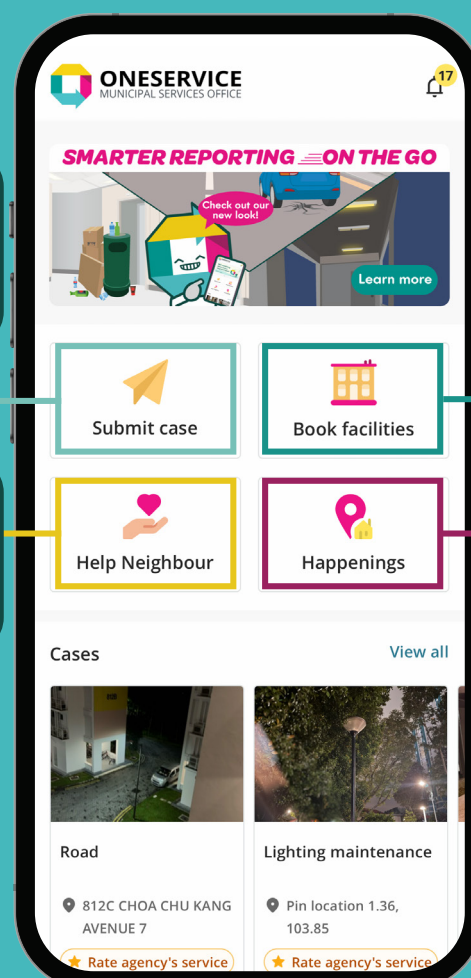 ONESERVICE
MUNICIPAL SERVICES OFFICE
17
SMARTER REPORTING ON THE GO
Check out our
new look!
Learn more
Submit case
Book facilities
Help Neighbour
Happenings
Cases
View all
Road
812C CHOA CHU KANG
AVENUE 7
Rate agency's service
Lighting maintenance
Pin location 1.36,
103.85
Rate agency's service